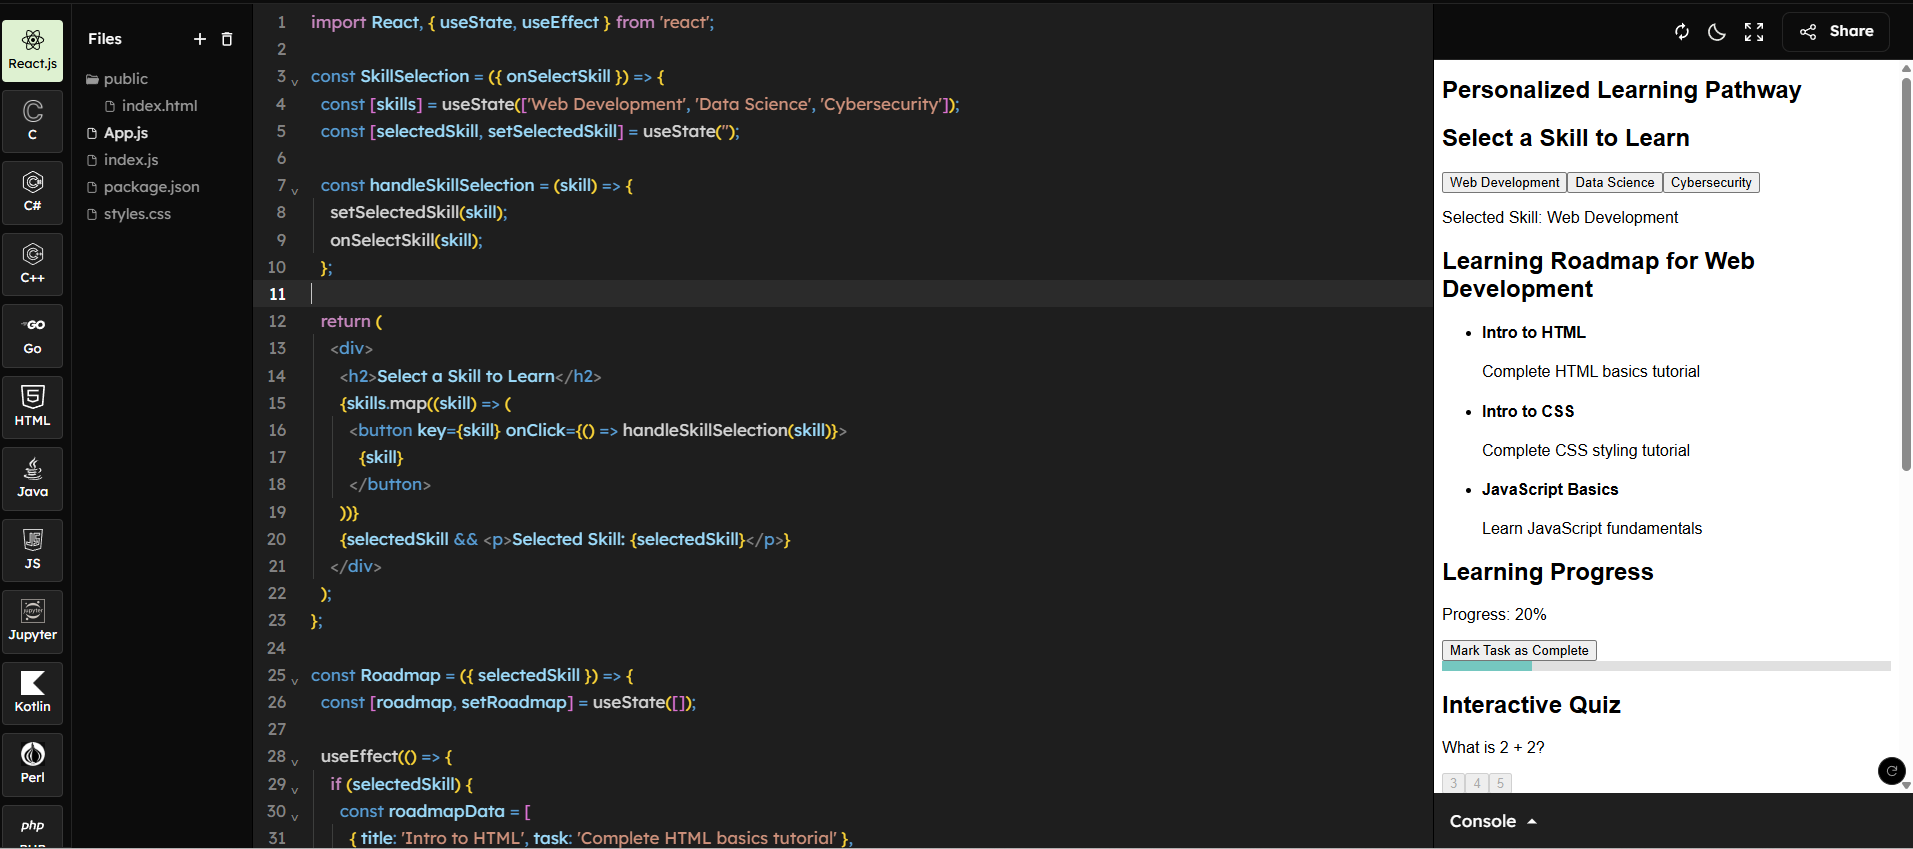 React.js
C
C#
C++
GO
Go
HTML
Java
JS
JS
jupyter
Jupyter
Kotlin
Perl
php
Files
public
index.html
App.js
index.js
package.json
styles.css
1 import React, { useState, useEffect } from 'react';
2
3 const SkillSelection = ({ onSelectSkill }) => {
4 const [skills] = useState(['Web Development', 'Data Science', 'Cybersecurity']);
5 const [selectedSkill, setSelectedSkill] = useState('');
6
7 const handleSkillSelection = (skill) => {
8 setSelectedSkill(skill);
9 onSelectSkill(skill);
10 };
11
12 return (
13 <div>
14 <h2>Select a Skill to Learn</h2>
15 {skills.map((skill) => (
16 <button key={skill} onClick={() => handleSkillSelection(skill)}>
17 {skill}
18 </button>
19 ))}
20 {selectedSkill && <p>Selected Skill: {selectedSkill}</p>}
21 </div>
22 );
23 };
24
25 const Roadmap = ({ selectedSkill }) => {
26 const [roadmap, setRoadmap] = useState([]);
27
28 useEffect(() => {
29 if (selectedSkill) {
30 const roadmapData = [
31 { title: 'Intro to HTML', task: 'Complete HTML basics tutorial' },
Share
Personalized Learning Pathway
Select a Skill to Learn
Web Development Data Science Cybersecurity
Selected Skill: Web Development
Learning Roadmap for Web
Development
• Intro to HTML
Complete HTML basics tutorial
• Intro to CSS
Complete CSS styling tutorial
• JavaScript Basics
Learn JavaScript fundamentals
Learning Progress
Progress: 20%
Mark Task as Complete
Interactive Quiz
What is 2 + 2?
3 4 5
Console